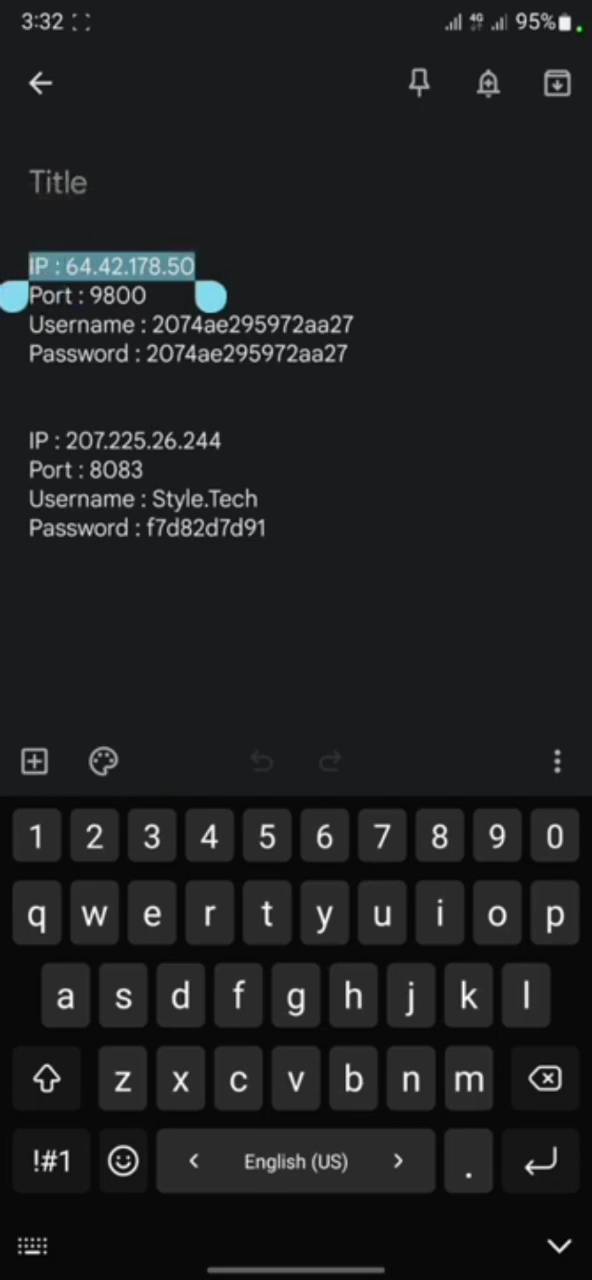 3:32
4G
95%
Title
IP : 64.42.178.50
Port : 9800
Username : 2074ae295972aa27
Password : 2074ae295972aa27
IP : 207.225.26.244
Port : 8083
Username : Style.Tech
Password : f7d82d7d91
1 2 3 4 5 6 7 8 9 0
q w e r t y u i o p
a s d f g h j k l
z x c v b n m
!#1 < English (US) > .